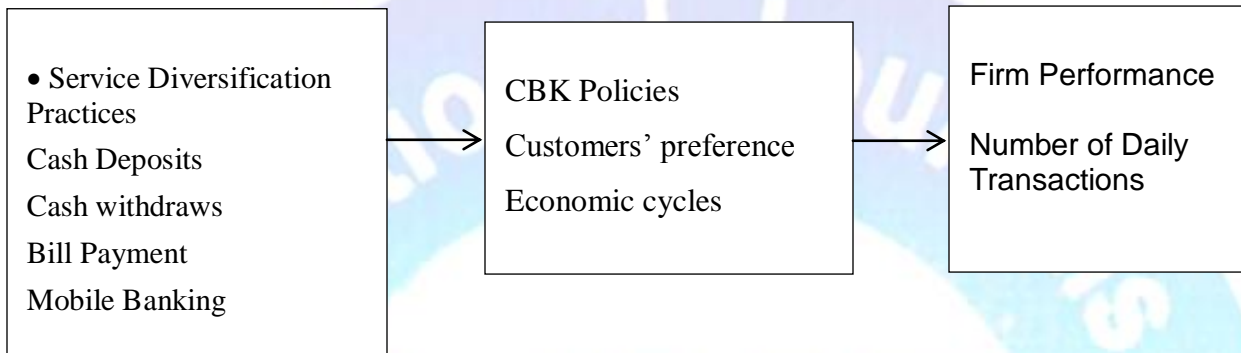 • Service Diversification
Practices
Cash Deposits
Cash withdraws
Bill Payment
Mobile Banking
CBK Policies
Customers’ preference
Economic cycles
Firm Performance
Number of Daily
Transactions